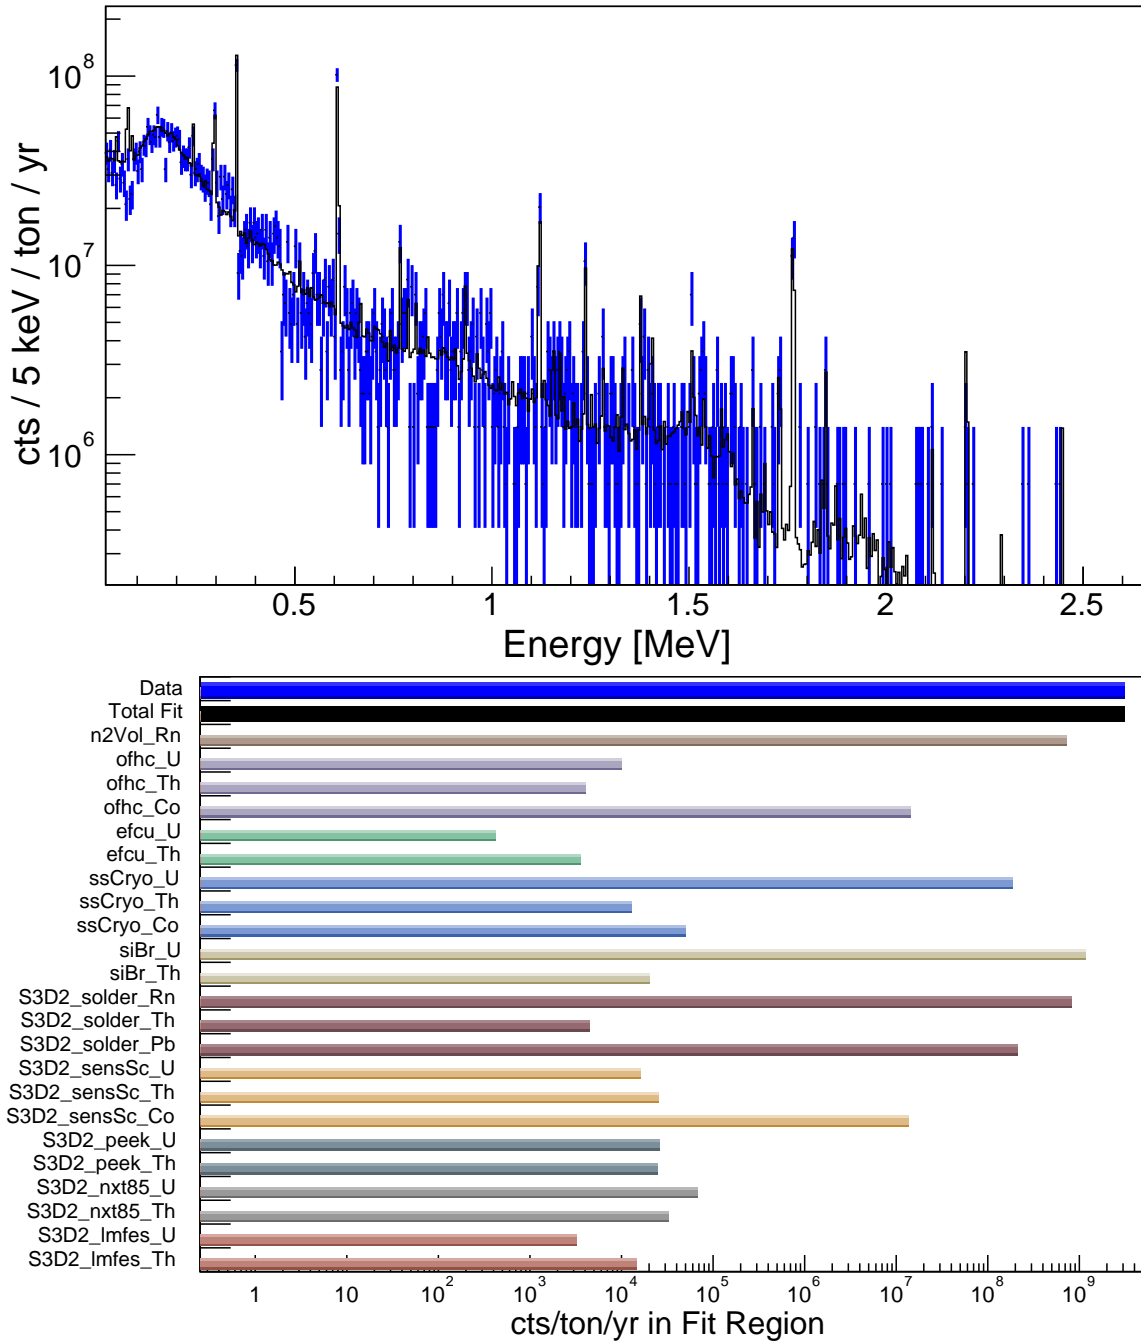 cts / 5 keV / ton / yr
10^8
10^7
10^6
0.5 1 1.5 2 2.5
Energy [MeV]
Data
Total Fit
n2Vol_Rn
ofhc_U
ofhc_Th
ofhc_Co
efcu_U
efcu_Th
ssCryo_U
ssCryo_Th
ssCryo_Co
siBr_U
siBr_Th
S3D2_solder_Rn
S3D2_solder_Th
S3D2_solder_Pb
S3D2_sensSc_U
S3D2_sensSc_Th
S3D2_sensSc_Co
S3D2_peek_U
S3D2_peek_Th
S3D2_nxt85_U
S3D2_nxt85_Th
S3D2_lmfes_U
S3D2_lmfes_Th
1 10 10^2 10^3 10^4 10^5 10^6 10^7 10^8 10^9
cts/ton/yr in Fit Region